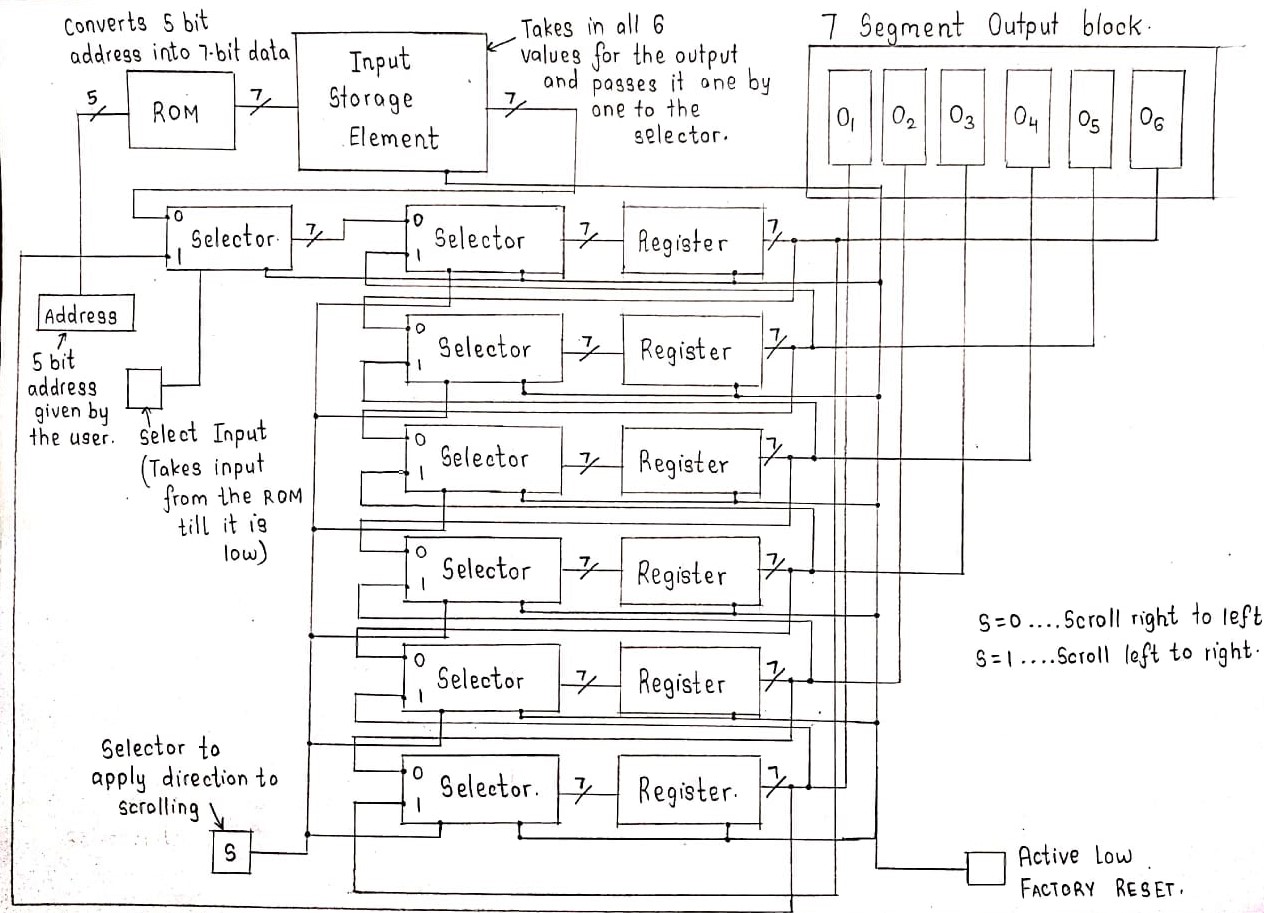 Converts 5 bit
address into 7-bit data
5
ROM
7
Input
Storage
Element
7
Takes in all 6
values for the output
and passes it one by
one to the
selector.
7 Segment Output block.
O1
O2
O3
O4
O5
O6
0
1
Selector.
7
0
1
Selector
7
Register
7
Address
5 bit
address
given by
the user.
Select Input
(Takes input
from the ROM
till it is
low)
0
1
Selector
7
Register
7
0
1
Selector
7
Register
7
0
1
Selector
7
Register
7
S=0 ....Scroll right to left
S=1 ....Scroll left to right.
0
1
Selector
7
Register
7
Selector to
apply direction to
scrolling
S
0
1
Selector.
7
Register.
7
Active Low
FACTORY RESET.